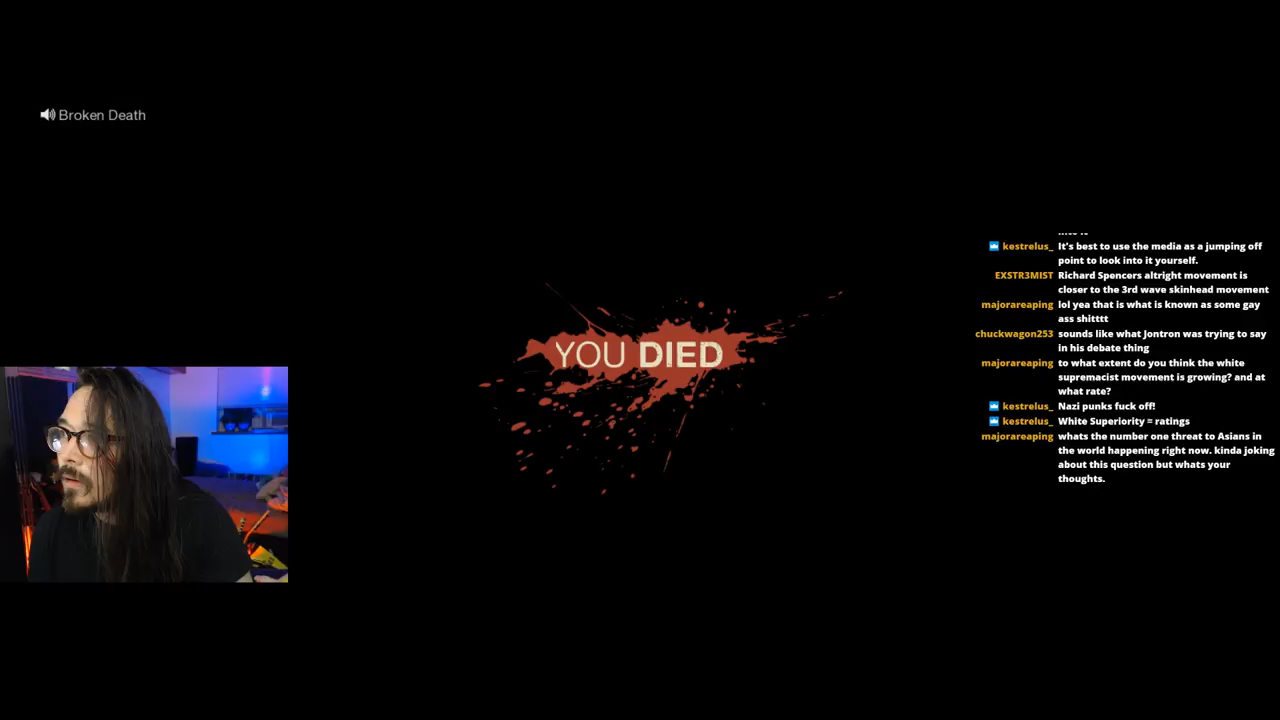 Broken Death
kestrelus_ It's best to use the media as a jumping off
point to look into it yourself.
EXSTR3MIST Richard Spencers altright movement is
closer to the 3rd wave skinhead movement
majorareaping lol yea that is what is known as some gay
ass shitttt
chuckwagon253 sounds like what Jontron was trying to say
in his debate thing
majorareaping to what extent do you think the white
supremacist movement is growing? and at
what rate?
kestrelus_ Nazi punks fuck off!
kestrelus_ White Superiority = ratings
majorareaping whats the number one threat to Asians in
the world happening right now. kinda joking
about this question but whats your
thoughts.
YOU DIED